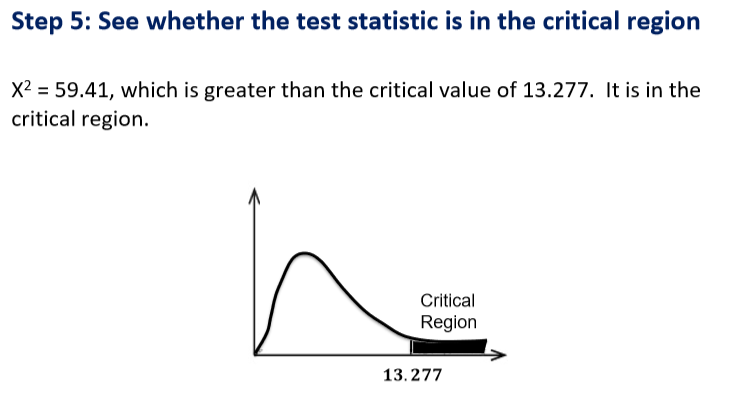 Step 5: See whether the test statistic is in the critical region
X² = 59.41, which is greater than the critical value of 13.277.  It is in the
critical region.
Critical
Region
13.277